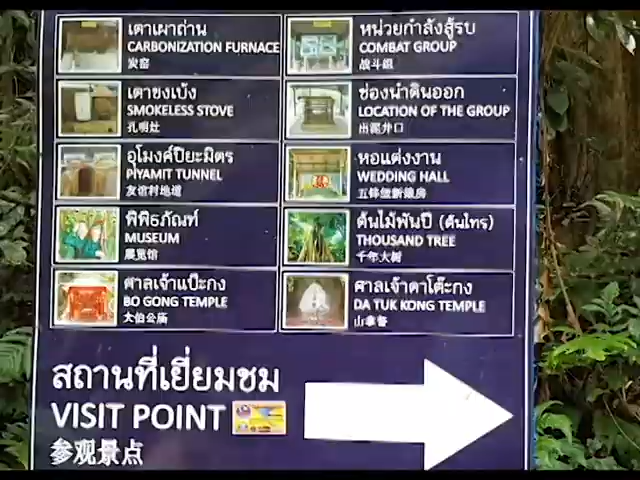 เตาเผาถ่าน
CARBONIZATION FURNACE
炭窑
หน่วยกำลังสู้รบ
COMBAT GROUP
战斗组
เตาขงเบ้ง
SMOKELESS STOVE
孔明灶
ช่องนำดินออก
LOCATION OF THE GROUP
出泥井口
อุโมงค์ปิยะมิตร
PIYAMIT TUNNEL
友谊村地道
หอแต่งงาน
WEDDING HALL
新娘房
พิพิธภัณฑ์
MUSEUM
展览馆
ต้นไม้พันปี (ต้นไทร)
THOUSAND TREE
千年大树
ศาลเจ้าแป๊ะกง
BO GONG TEMPLE
大伯公庙
ศาลเจ้าดาโต๊ะกง
DA TUK KONG TEMPLE
山拿督
สถานที่เยี่ยมชม
VISIT POINT
参观景点